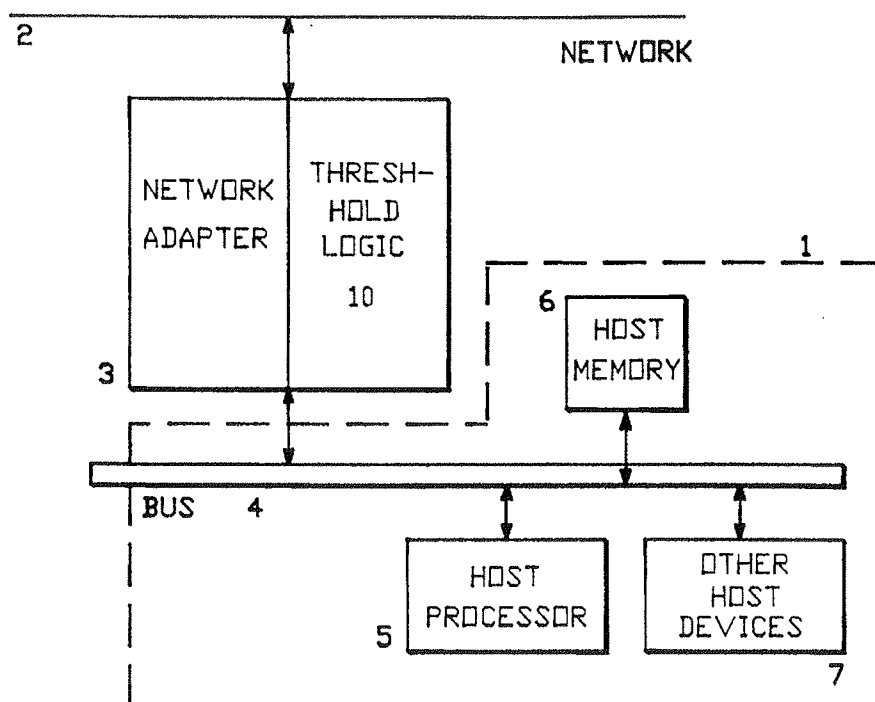 2
NETWORK
NETWORK
ADAPTER
THRESH-
HOLD
LOGIC
10
3
1
6
HOST
MEMORY
BUS 4
HOST
PROCESSOR
5
OTHER
HOST
DEVICES
7